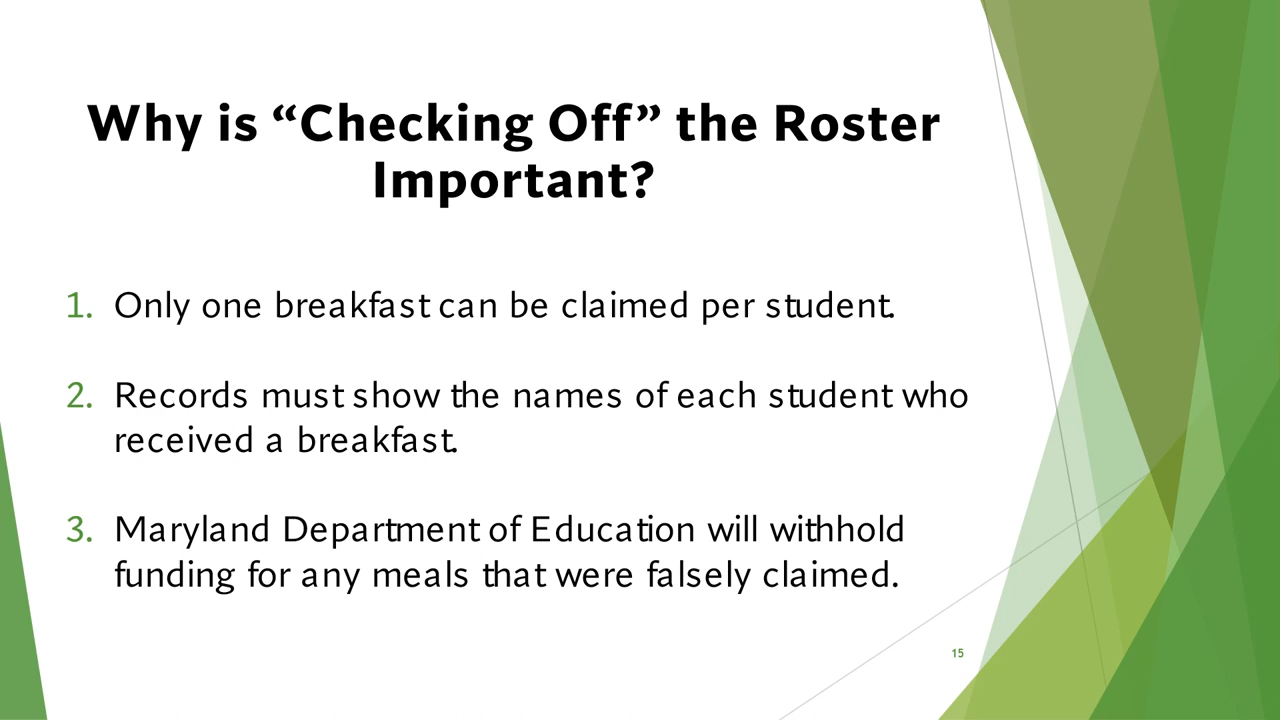 Why is “Checking Off” the Roster
Important?
1. Only one breakfast can be claimed per student.
2. Records must show the names of each student who
received a breakfast.
3. Maryland Department of Education will withhold
funding for any meals that were falsely claimed.
15